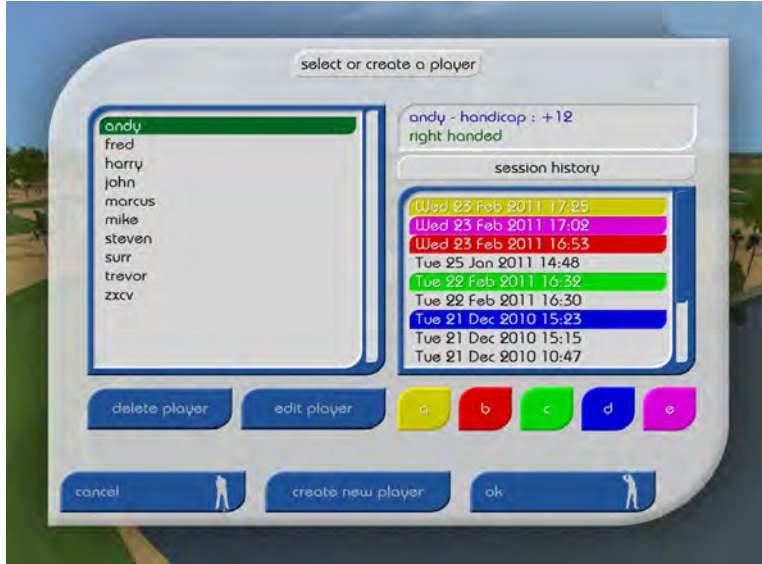 select or create a player
andy
fred
harry
john
marcus
mike
steven
surr
trevor
zxcv
andy - handicap : +12
right handed
session history
Wed 23 Feb 2011 17:25
Wed 23 Feb 2011 17:02
Wed 23 Feb 2011 16:53
Tue 25 Jan 2011 14:48
Tue 22 Feb 2011 16:32
Tue 22 Feb 2011 16:30
Tue 21 Dec 2010 15:23
Tue 21 Dec 2010 15:15
Tue 21 Dec 2010 10:47
delete player edit player a b c d e
cancel create new player ok